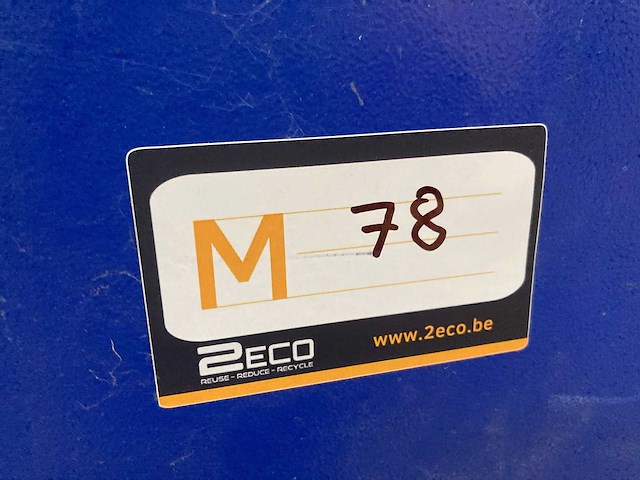 M 78
2ECO
REUSE – REDUCE – RECYCLE
www.2eco.be